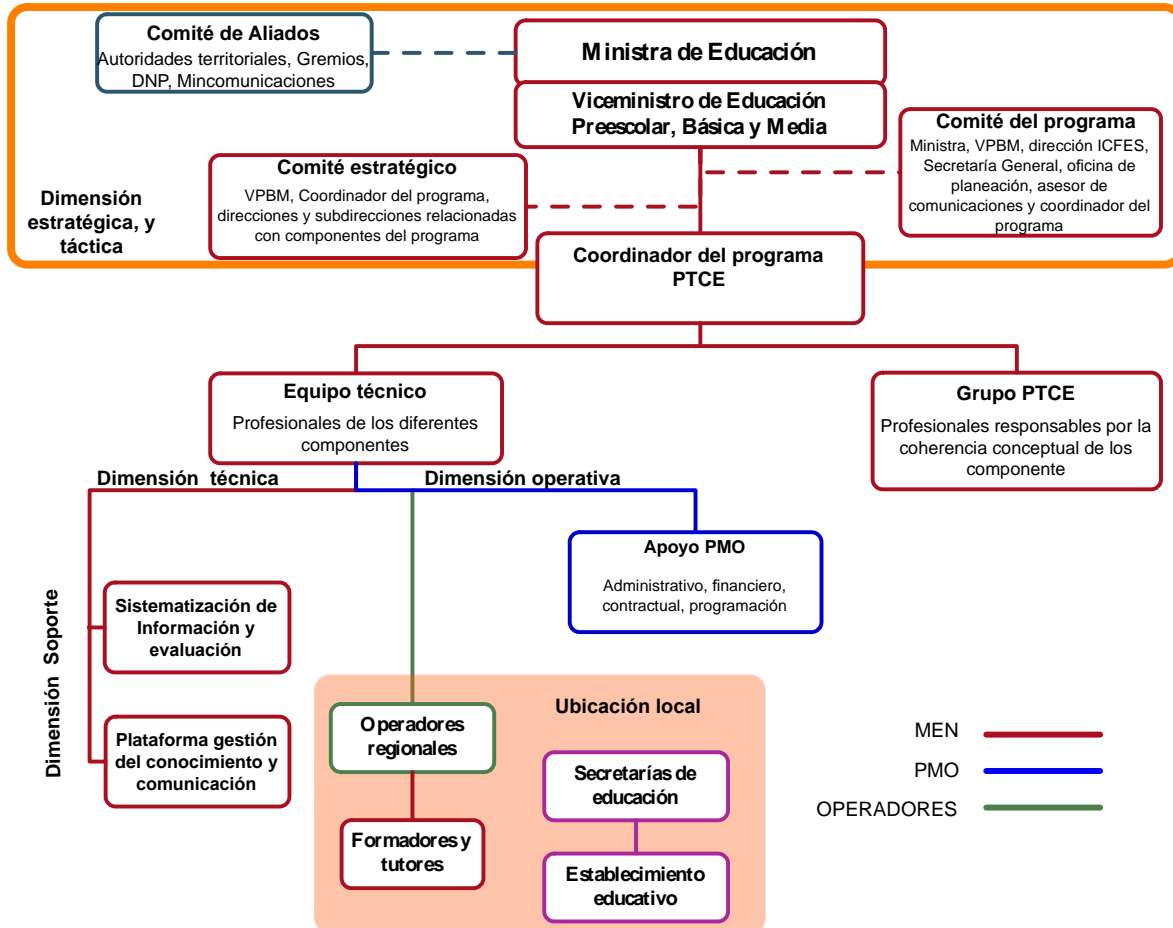 Comité de Aliados
Autoridades territoriales, Gremios,
DNP, Mincomunicaciones
Ministra de Educación
Viceministro de Educación
Preescolar, Básica y Media
Comité del programa
Ministra, VPBM, dirección ICFES,
Secretaría General, oficina de
planeación, asesor de
comunicaciones y coordinador del
programa
Comité estratégico
VPBM, Coordinador del programa,
direcciones y subdirecciones relacionadas
con componentes del programa
Dimensión
estratégica, y
táctica
Coordinador del programa
PTCE
Equipo técnico
Profesionales de los diferentes
componentes
Grupo PTCE
Profesionales responsables por la
coherencia conceptual de los
componente
Dimensión técnica
Dimensión operativa
Apoyo PMO
Administrativo, financiero,
contractual, programación
Dimensión Soporte
Sistematización de
Información y
evaluación
Plataforma gestión
del conocimiento y
comunicación
Ubicación local
Operadores
regionales
Formadores y
tutores
Secretarías de
educación
Establecimiento
educativo
MEN
PMO
OPERADORES